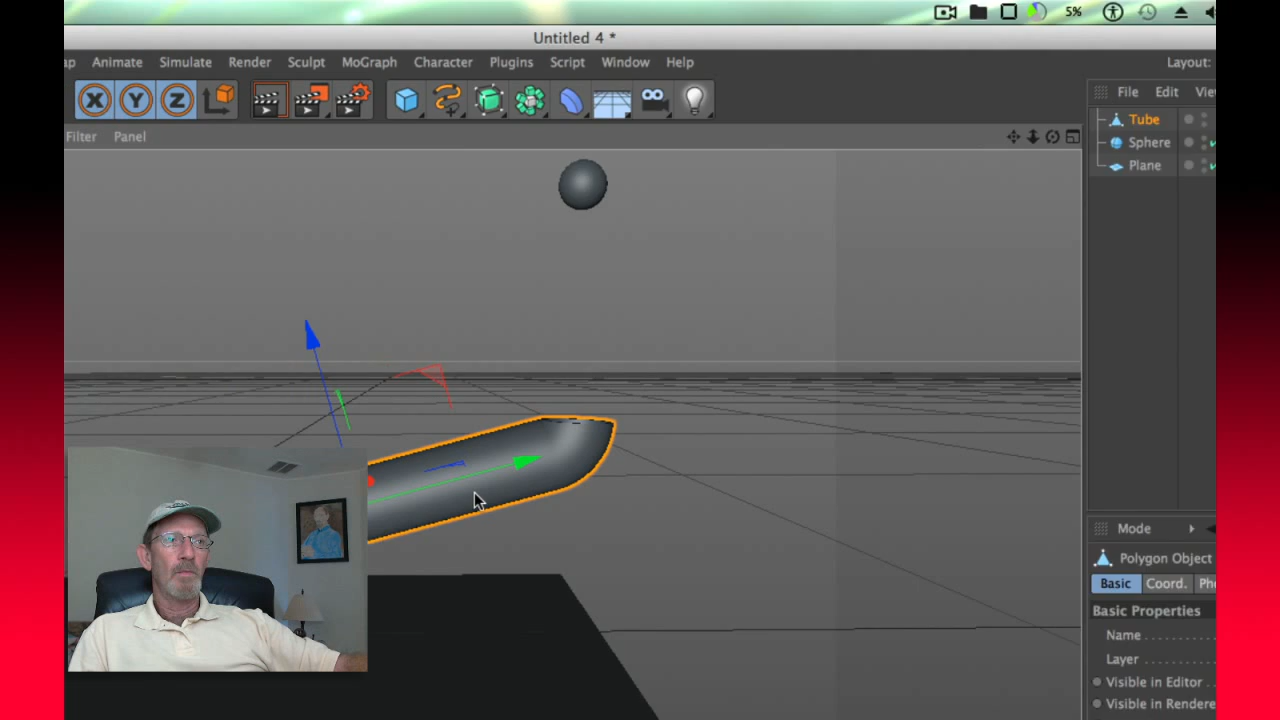 5%
Untitled 4 *
Animate Simulate Render Sculpt MoGraph Character Plugins Script Window Help Layout:
X Y Z
File Edit
Filter Panel
Tube
Sphere
Plane
Mode
Polygon Object
Basic Coord.
Basic Properties
Name
Layer
Visible in Editor
Visible in Rendere